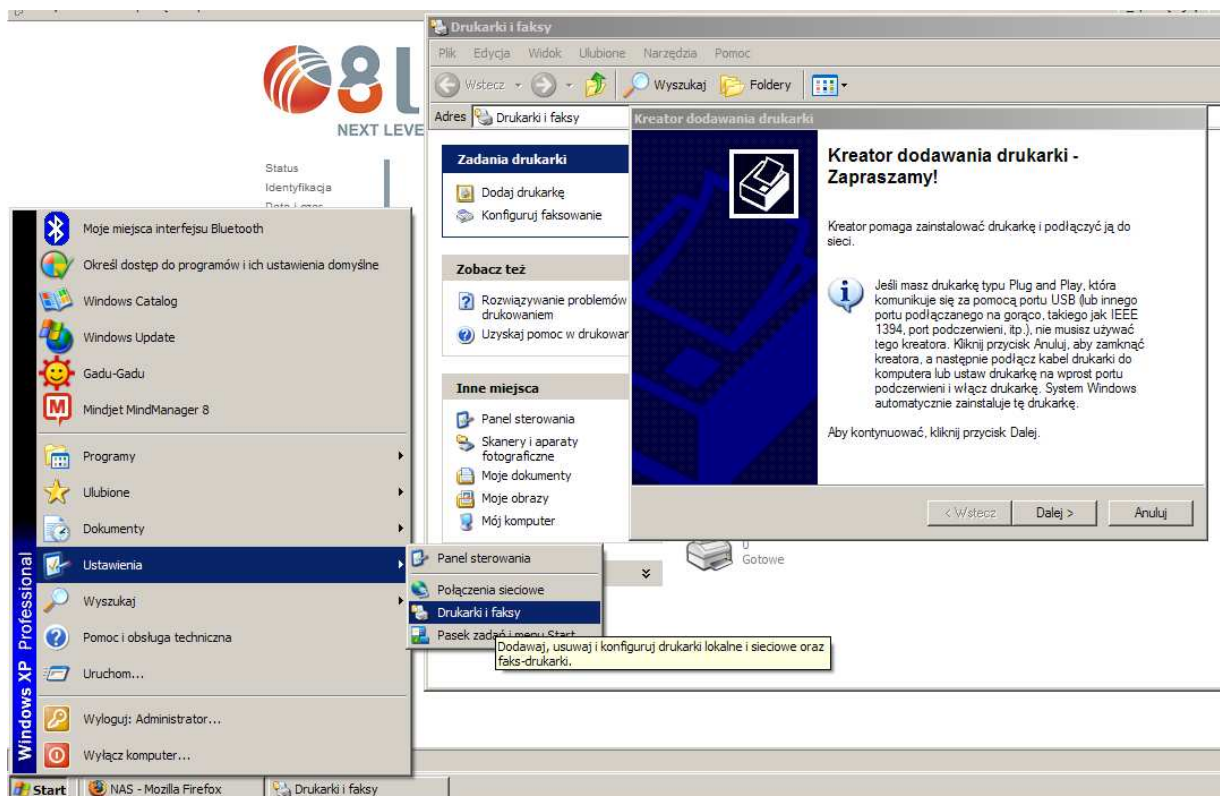 Drukarki i faksy
Plik Edycja Widok Ulubione Narzędzia Pomoc
Wstecz Wyszukaj Foldery
Adres Drukarki i faksy
8L
NEXT LEVE
Status
Identyfikacja
Zadania drukarki
Dodaj drukarkę
Konfiguruj faksowanie
Zobacz też
Rozwiązywanie problemów
drukowaniem
Uzyskaj pomoc w drukowan
Inne miejsca
Panel sterowania
Skanery i aparaty
fotograficzne
Moje dokumenty
Moje obrazy
Mój komputer
0
Gotowe
Kreator dodawania drukarki
Kreator dodawania drukarki -
Zapraszamy!
Kreator pomaga zainstalować drukarkę i podłączyć ją do
sieci.
Jeśli masz drukarkę typu Plug and Play, która
komunikuje się za pomocą portu USB (lub innego
portu podłączanego na gorąco, takiego jak IEEE
1394, port podczerwieni, itp.), nie musisz używać
tego kreatora. Kliknij przycisk Anuluj, aby zamknąć
kreatora, a następnie podłącz kabel drukarki do
komputera lub ustaw drukarkę na wprost portu
podczerwieni i włącz drukarkę. System Windows
automatycznie zainstaluje tę drukarkę.
Aby kontynuować, kliknij przycisk Dalej.
< Wstecz Dalej > Anuluj
Moje miejsca interfejsu Bluetooth
Określ dostęp do programów i ich ustawienia domyślne
Windows Catalog
Windows Update
Gadu-Gadu
Mindjet MindManager 8
Programy
Ulubione
Dokumenty
Ustawienia
Wyszukaj
Pomoc i obsługa techniczna
Uruchom...
Wyloguj: Administrator...
Wyłącz komputer...
Windows XP Professional
Panel sterowania
Połączenia sieciowe
Drukarki i faksy
Pasek zadań i menu Start
Dodawaj, usuwaj i konfiguruj drukarki lokalne i sieciowe oraz
faks-drukarki.
Start NAS - Mozilla Firefox Drukarki i faksy